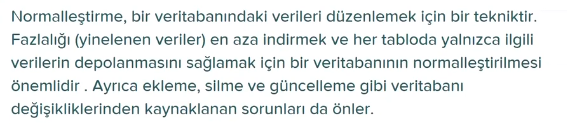 Normalleştirme, bir veritabanındaki verileri düzenlemek için bir tekniktir.
Fazlalığı (yinelenen veriler) en aza indirmek ve her tabloda yalnızca ilgili
verilerin depolanmasını sağlamak için bir veritabanının normalleştirilmesi
önemlidir . Ayrıca ekleme, silme ve güncelleme gibi veritabanı
değişikliklerinden kaynaklanan sorunları da önler.